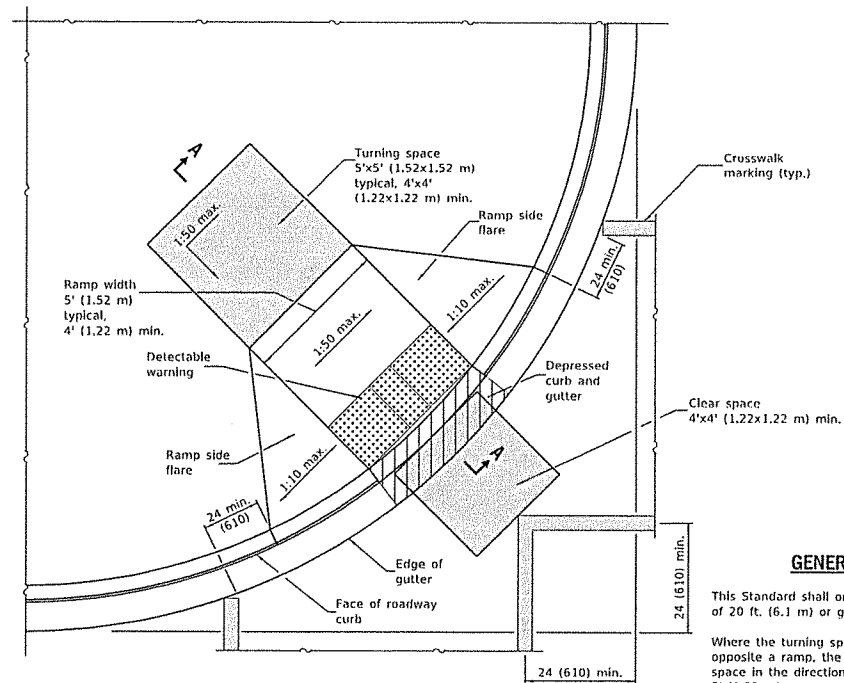 A
Turning space
5'x5' (1.52x1.52 m)
typical, 4'x4'
(1.22x1.22 m) min.
Crosswalk
marking (typ.)
Ramp side
flare
1:50 max.
24 min.
(610)
Ramp width
5' (1.52 m)
typical,
4' (1.22 m) min.
1:10 max.
1:50 max.
Detectable
warning
Depressed
curb and
gutter
Clear space
4'x4' (1.22x1.22 m) min.
Ramp side
flare
A
1:10 max.
24 min.
(610)
Edge of
gutter
Face of roadway
curb
24 (610) min.
24 (610) min.
GENER
This Standard shall or
of 20 ft. (6.1 m) or g
Where the turning sp
opposite a ramp, the
space in the direction